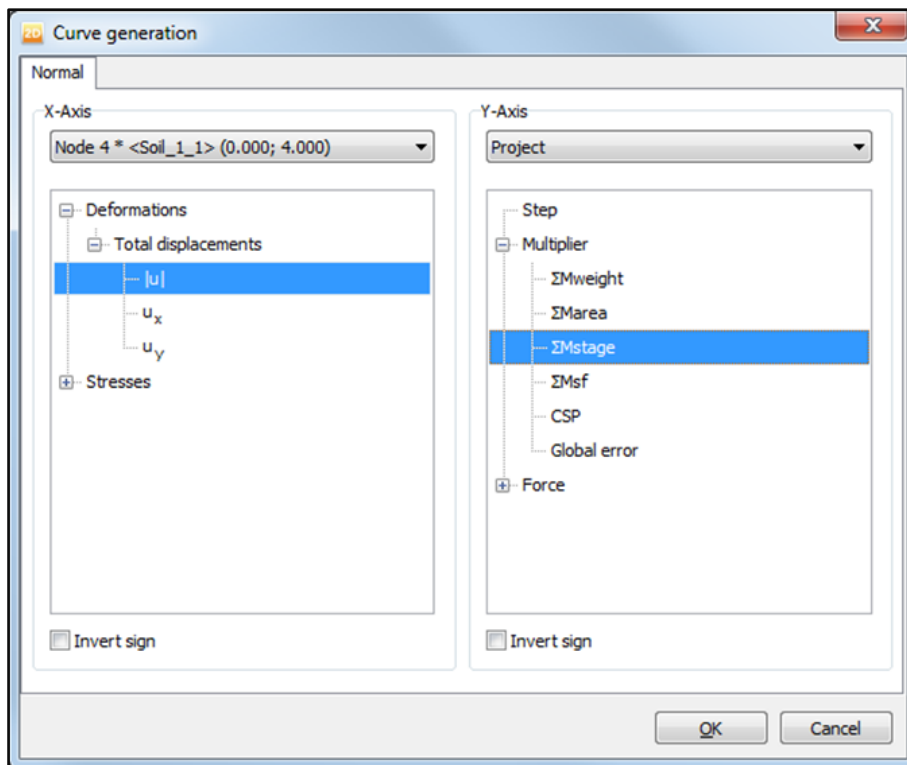 2D Curve generation
Normal
X-Axis
Node 4 * <Soil_1_1> (0.000; 4.000)
Deformations
Total displacements
|u|
uₓ
u_y
Stresses
Invert sign
Y-Axis
Project
Step
Multiplier
ΣMweight
ΣMarea
ΣMstage
ΣMsf
CSP
Global error
Force
Invert sign
OK
Cancel